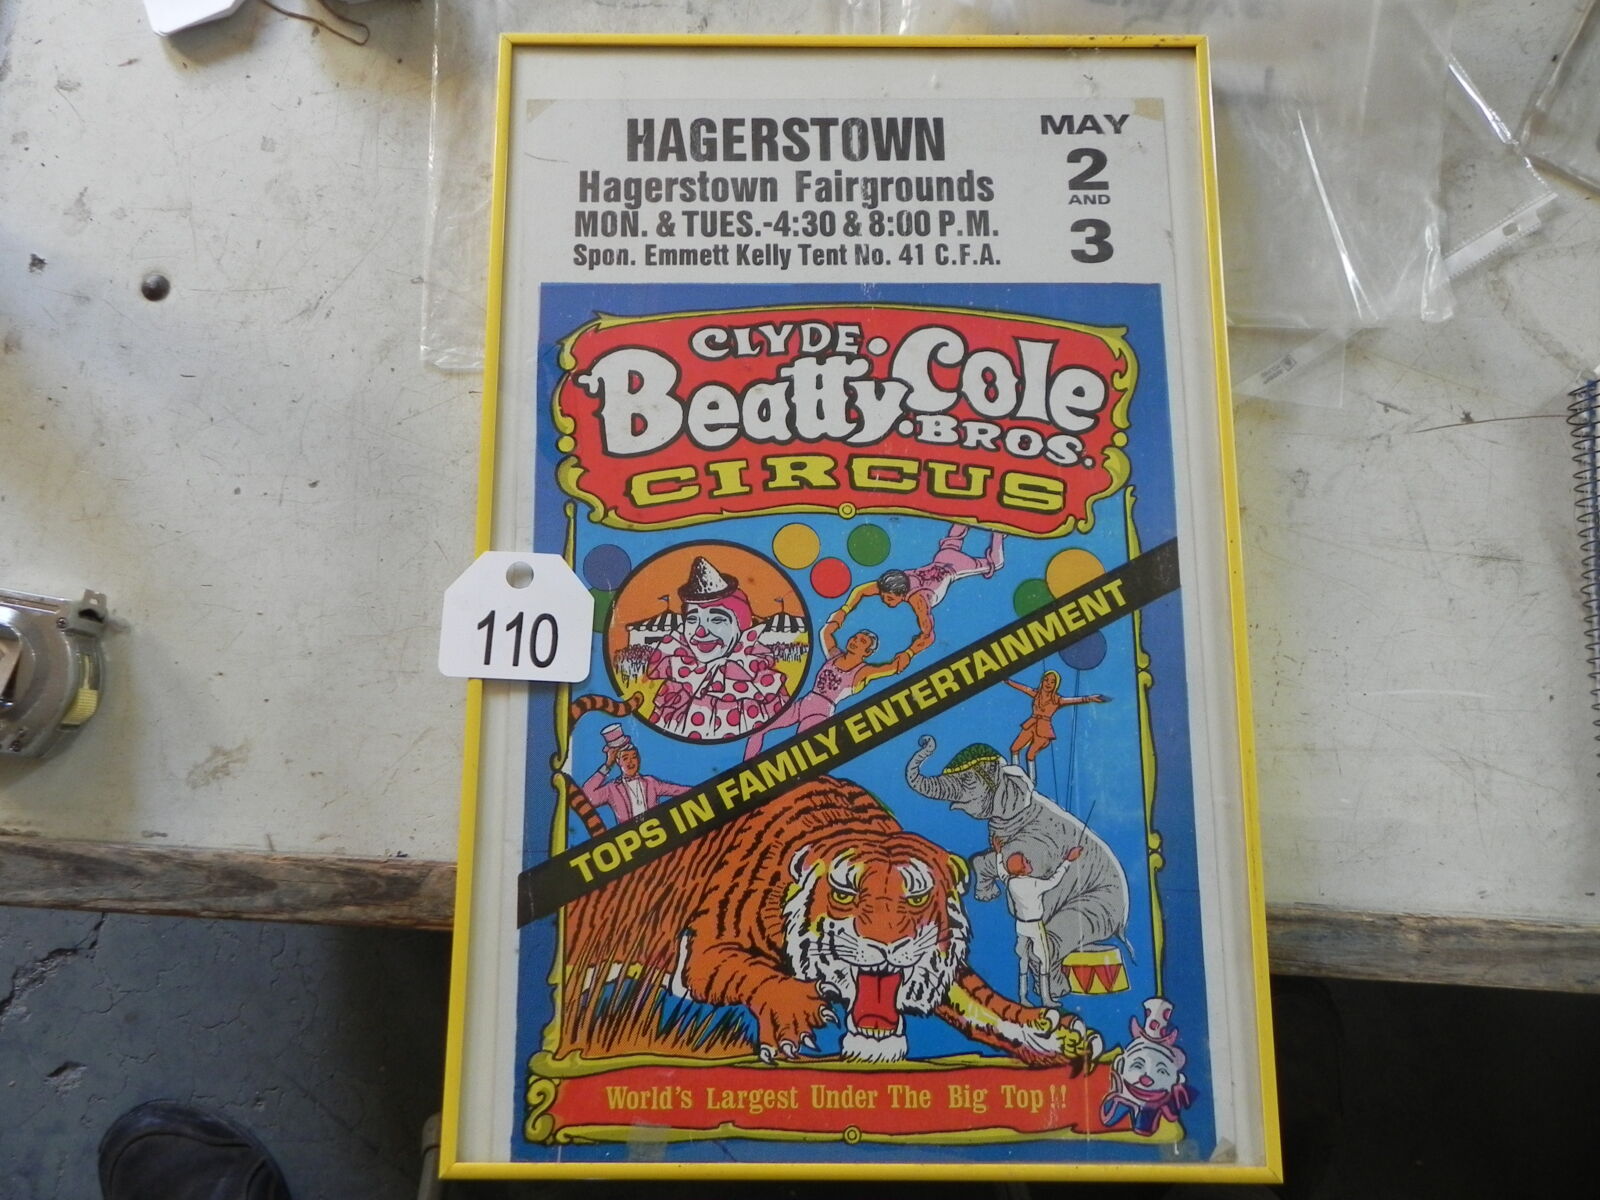 HAGERSTOWN
Hagerstown Fairgrounds
MON. & TUES.-4:30 & 8:00 P.M.
Spon. Emmett Kelly Tent No. 41 C.F.A.
MAY
2
AND
3
CLYDE
Beatty·Cole
·BROS.
CIRCUS
110
TOPS IN FAMILY ENTERTAINMENT
World's Largest Under The Big Top!!